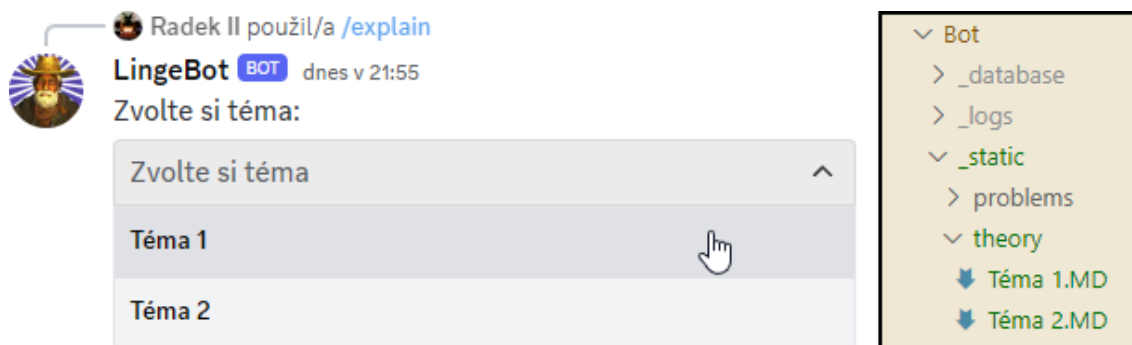 Radek II použil/a /explain
LingeBot BOT dnes v 21:55
Zvolte si téma:
Zvolte si téma
Téma 1
Téma 2
Bot
_database
_logs
_static
problems
theory
Téma 1.MD
Téma 2.MD